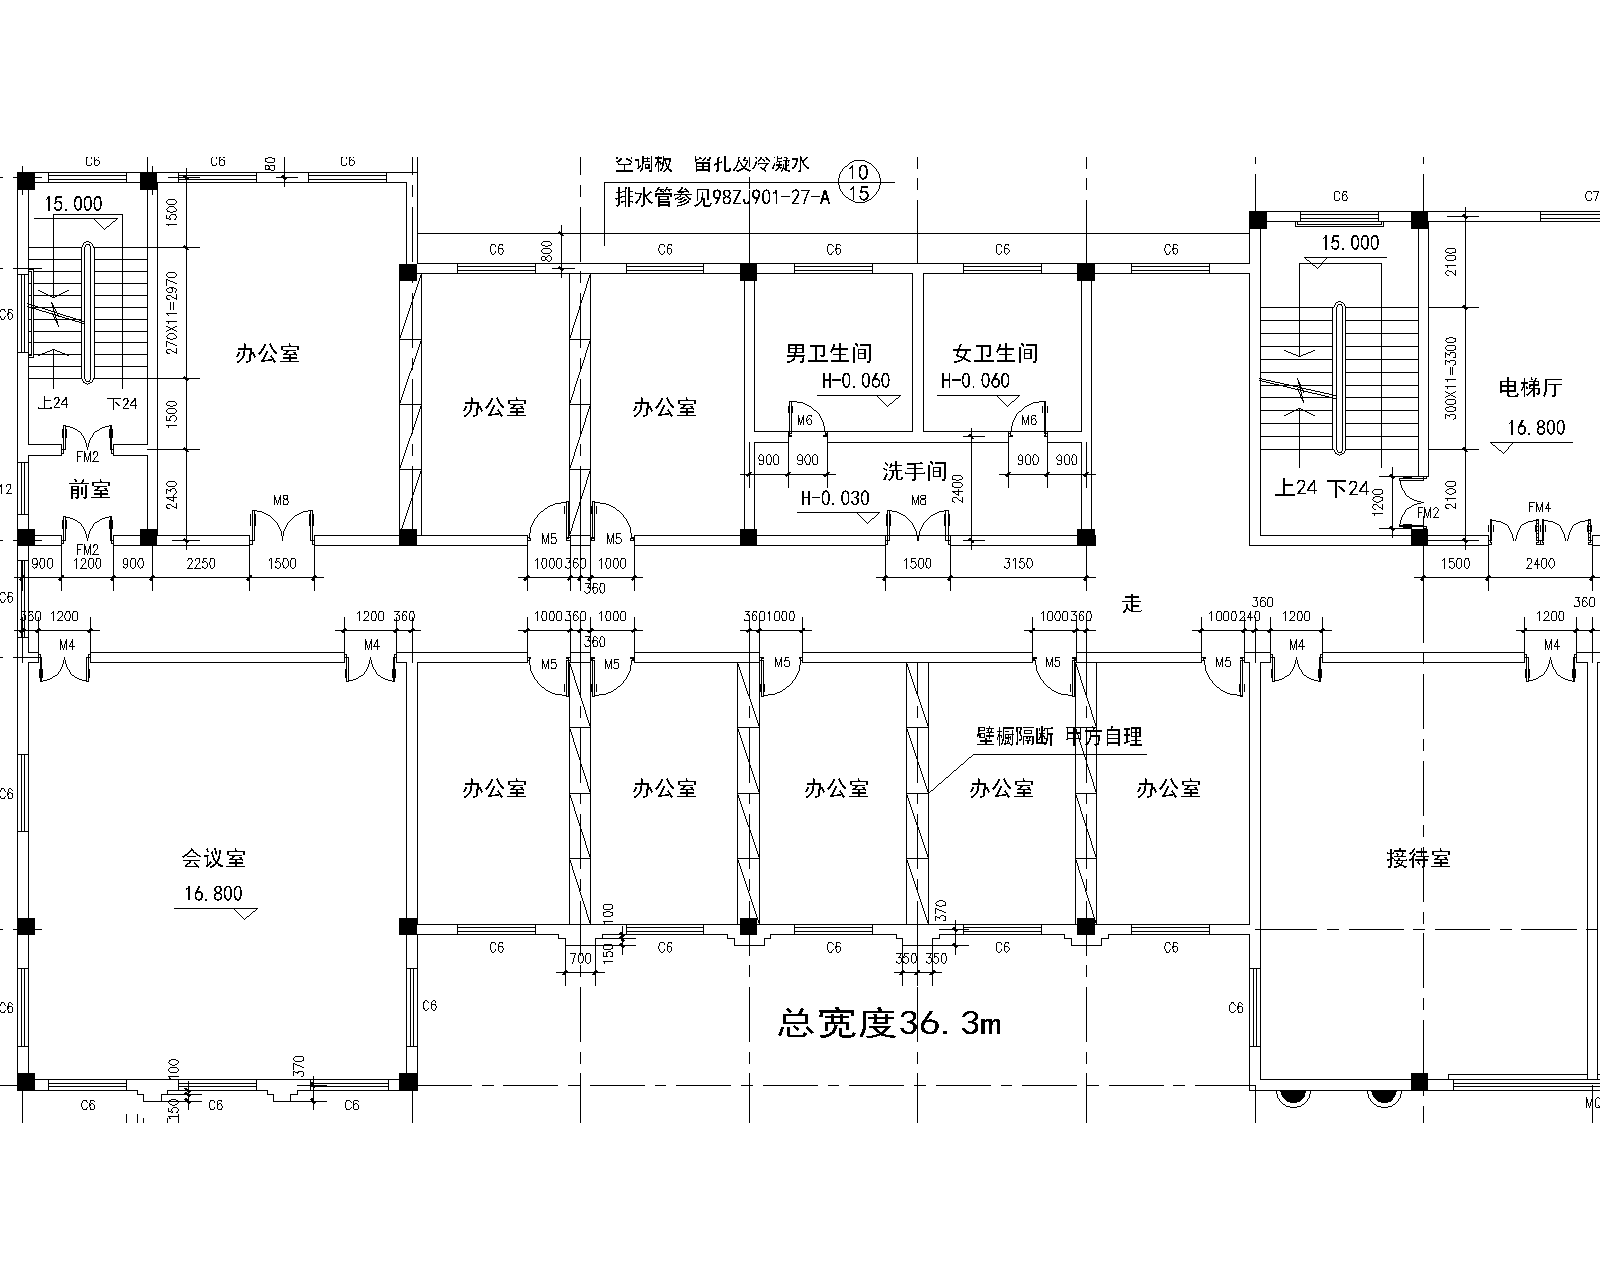 C6
C6
80
C6
空调板 留孔及冷凝水
排水管参见98ZJ901-27-A
10
15
C6
C7
15.000
1500
C6
800
C6
C6
C6
C6
15.000
2100
270X11=2970
办公室
办公室
办公室
男卫生间
H-0.060
女卫生间
H-0.060
300X11=3300
电梯厅
16.800
上24
下24
1500
M6
M6
FM2
前室
2430
M8
900
900
洗手间
900
900
H-0.030
M8
2400
上24
下24
1200
FM2
2100
FM4
12
C6
FM2
M5
M5
900
1200
900
2250
1500
1000
360
1000
360
1500
3150
1500
2400
走
C6
360
1200
1200
360
1000
360
1000
360
360
1000
1000
360
1000
240
360
1200
1200
360
M4
M4
M5
M5
M5
M5
M5
M4
M4
壁橱隔断 甲方自理
办公室
办公室
办公室
办公室
办公室
C6
会议室
16.800
接待室
C6
100
C6
C6
370
C6
C6
700
150
350
350
C6
C6
C6
总宽度36.3m
100
370
C6
150
C6
C6